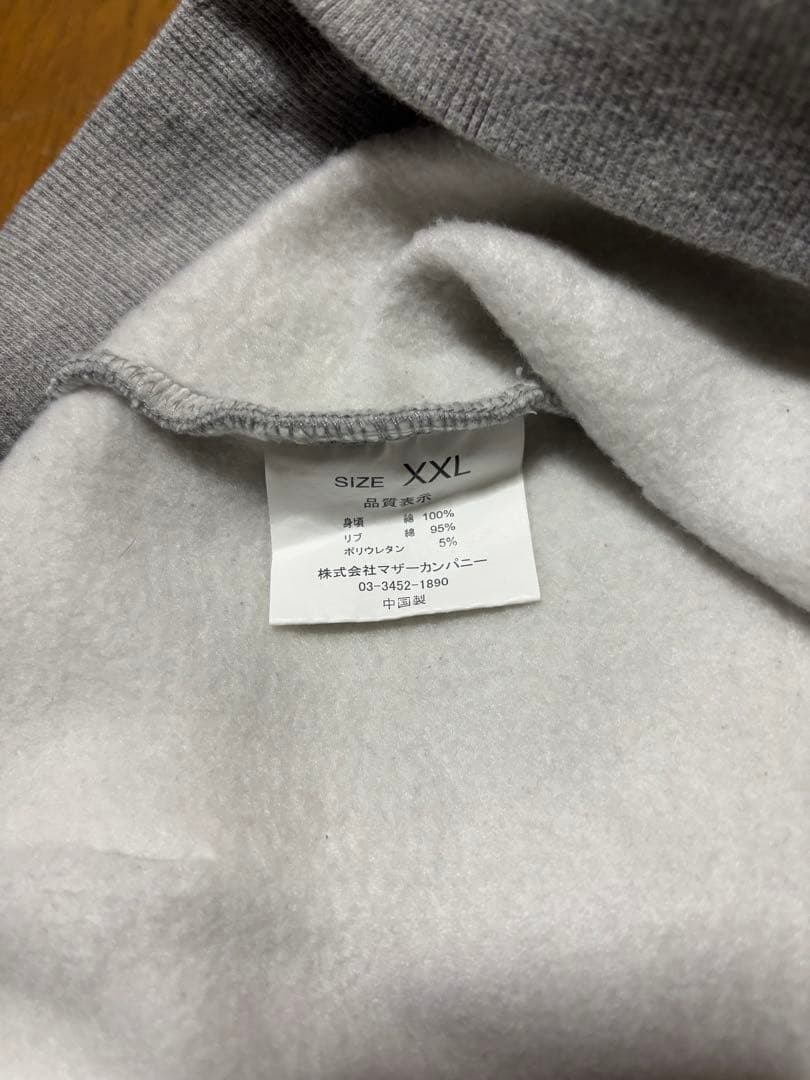 SIZE XXL
品質表示
身頃 綿 100%
リブ 綿 95%
ポリウレタン 5%
株式会社マザーカンパニー
03-3452-1890
中国製